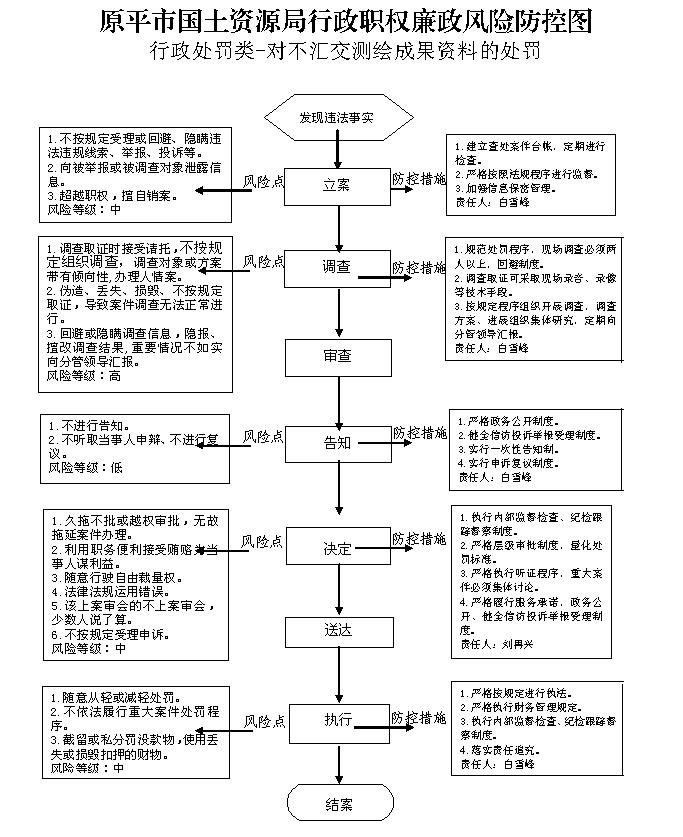 原平市国土资源局行政职权廉政风险防控图
行政处罚类-对不汇交测绘成果资料的处罚
发现违法事实
1.不按规定受理或回避、隐瞒违
法违规线索、举报、投诉等。
2.向被举报或被调查对象泄露信
息。
3.超越职权，擅自销案。
风险等级：中
风险点
立案
防控措施
1.建立查处案件台帐，定期进行
检查。
2.严格按照法规程序进行监督。
3.加强信息保密管理。
责任人：白雪峰
1.调查取证时接受请托，不按规
定组织调查，调查对象或方案
带有倾向性，办理人情案。
2.伪造、丢失、损毁、不按规定
取证，导致案件调查无法正常进
行。
3.回避或隐瞒调查信息，隐报、
擅改调查结果，重要情况不如实
向分管领导汇报。
风险等级：高
风险点
调查
防控措施
1.规范处罚程序，现场调查必须两
人以上，回避制度。
2.调查取证可采取现场录音、录像
等技术手段。
3.按规定程序组织开展调查，调查
方案、进展组织集体研究，定期向
分管领导汇报。
责任人：白雪峰
审查
1.不进行告知。
2.不听取当事人申辩、不进行复
议。
风险等级：低
风险点
告知
防控措施
1.严格政务公开制度。
2.健全信访投诉举报受理制度。
3.实行一次性告知制。
4.实行申诉复议制度。
责任人：白雪峰
1.久拖不批或越权审批，无故
拖延案件办理。
2.利用职务便利接受贿赂为当
事人谋利益。
3.随意行驶自由裁量权。
4.法律法规运用错误。
5.该上案审会的不上案审会，
少数人说了算。
6.不按规定受理申诉。
风险等级：中
风险点
决定
防控措施
1.执行内部监督检查、纪检跟
踪督察制度。
2.严格层级审批制度，量化处
罚标准。
3.严格执行听证程序，重大案
件必须集体讨论。
4.严格履行服务承诺，政务公
开、健全信访投诉举报受理制
度。
责任人：刘再兴
送达
1.随意从轻或减轻处罚。
2.不依法履行重大案件处罚程
序。
3.截留或私分罚没款物，使用丢
失或损毁扣押的财物。
风险等级：中
风险点
执行
防控措施
1.严格按规定进行执法。
2.严格执行财务管理规定。
3.执行内部监督检查、纪检跟踪督
察制度。
4.落实责任追究。
责任人：白雪峰
结案